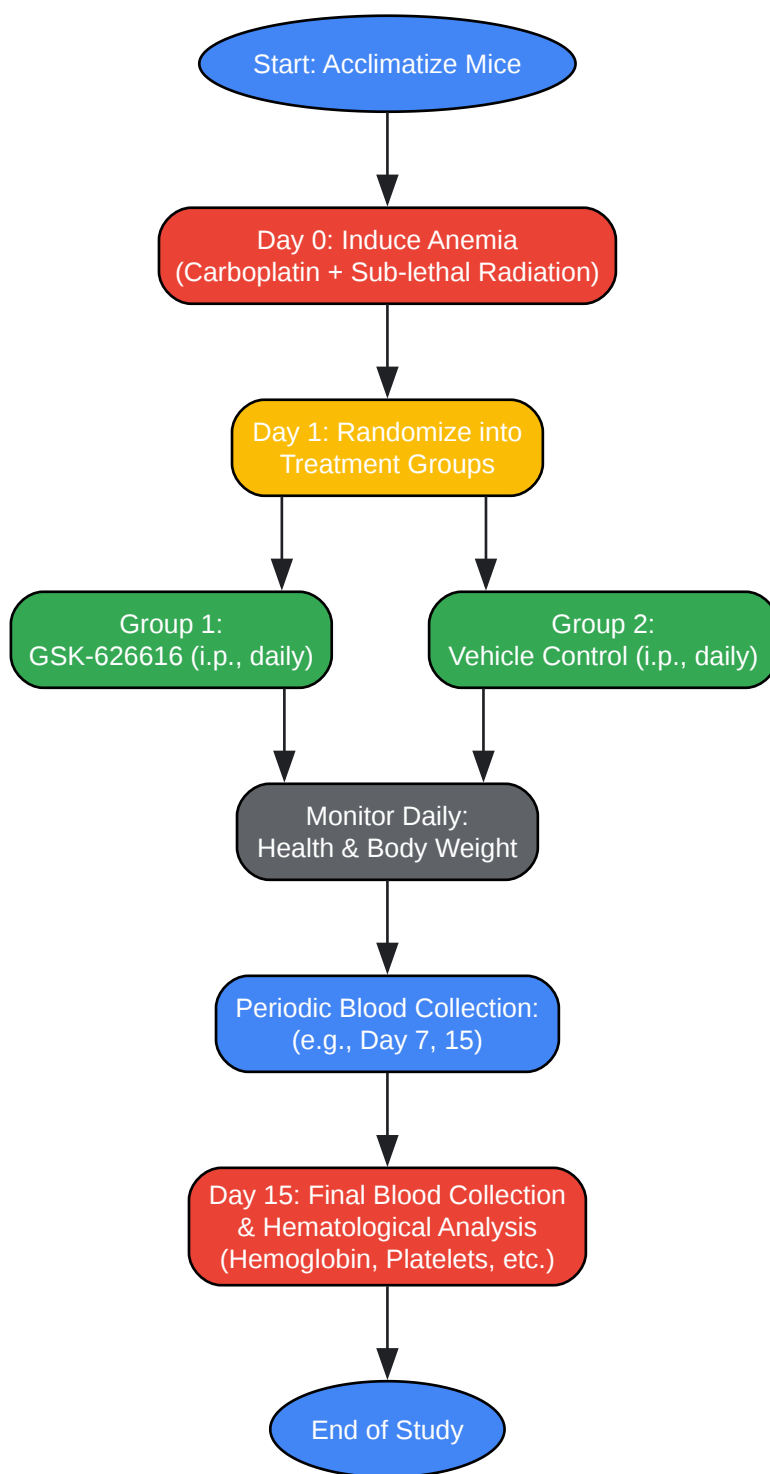 Start: Acclimatize Mice
Day 0: Induce Anemia
(Carboplatin + Sub-lethal Radiation)
Day 1: Randomize into
Treatment Groups
Group 1:
GSK-626616 (i.p., daily)
Group 2:
Vehicle Control (i.p., daily)
Monitor Daily:
Health & Body Weight
Periodic Blood Collection:
(e.g., Day 7, 15)
Day 15: Final Blood Collection
& Hematological Analysis
(Hemoglobin, Platelets, etc.)
End of Study